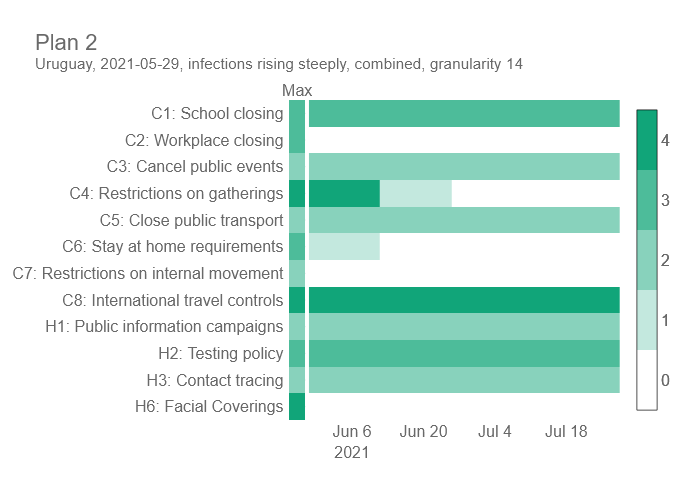 Plan 2
Uruguay, 2021-05-29, infections rising steeply, combined, granularity 14
Max
C1: School closing
C2: Workplace closing
C3: Cancel public events
C4: Restrictions on gatherings
C5: Close public transport
C6: Stay at home requirements
C7: Restrictions on internal movement
C8: International travel controls
H1: Public information campaigns
H2: Testing policy
H3: Contact tracing
H6: Facial Coverings
Jun 6 Jun 20 Jul 4 Jul 18
2021
4
3
2
1
0